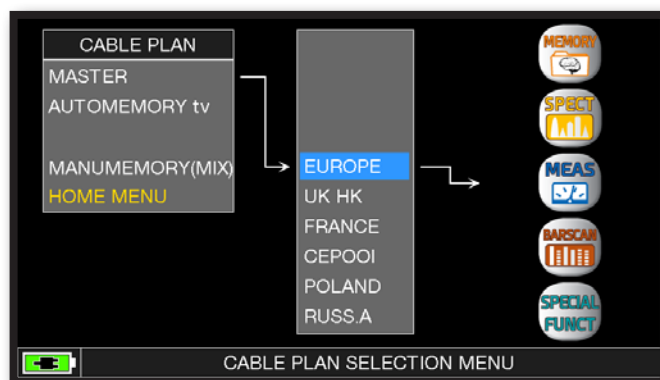 CABLE PLAN
MASTER
AUTOMEMORY tv
MANUMEMORY(MIX)
HOME MENU
EUROPE
UK HK
FRANCE
CEPOOI
POLAND
RUSS.A
MEMORY
SPECT
MEAS
BARSCAN
SPECIAL
FUNCT
CABLE PLAN SELECTION MENU